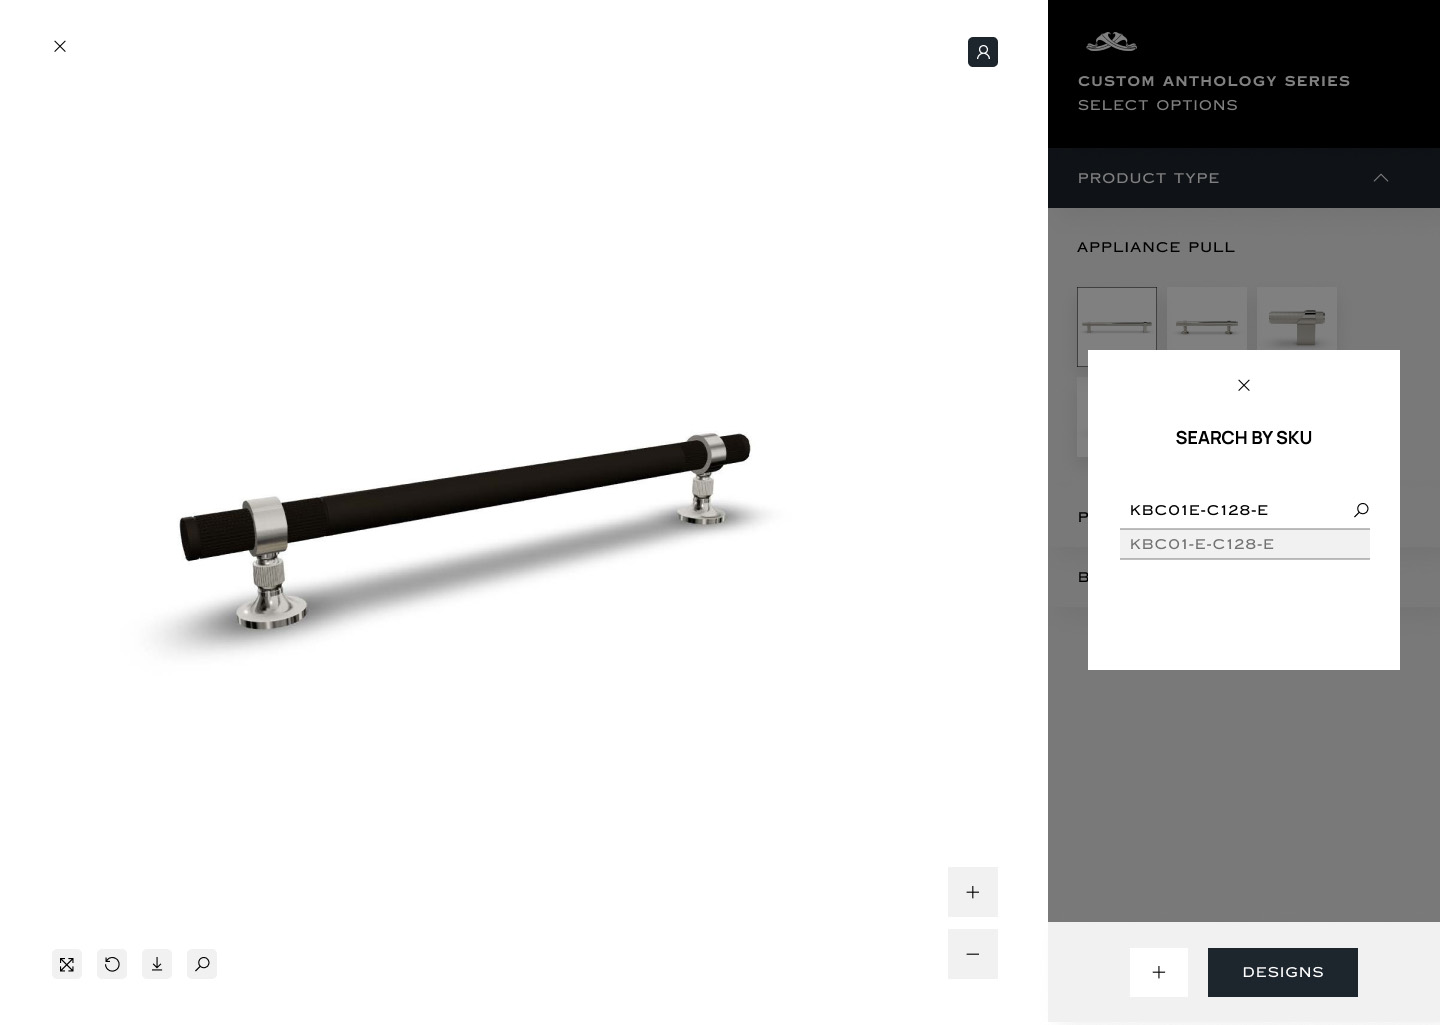 CUSTOM ANTHOLOGY SERIES
SELECT OPTIONS
PRODUCT TYPE
APPLIANCE PULL
SEARCH BY SKU
P
KBC01E-C128-E
KBC01-E-C128-E
B
DESIGNS